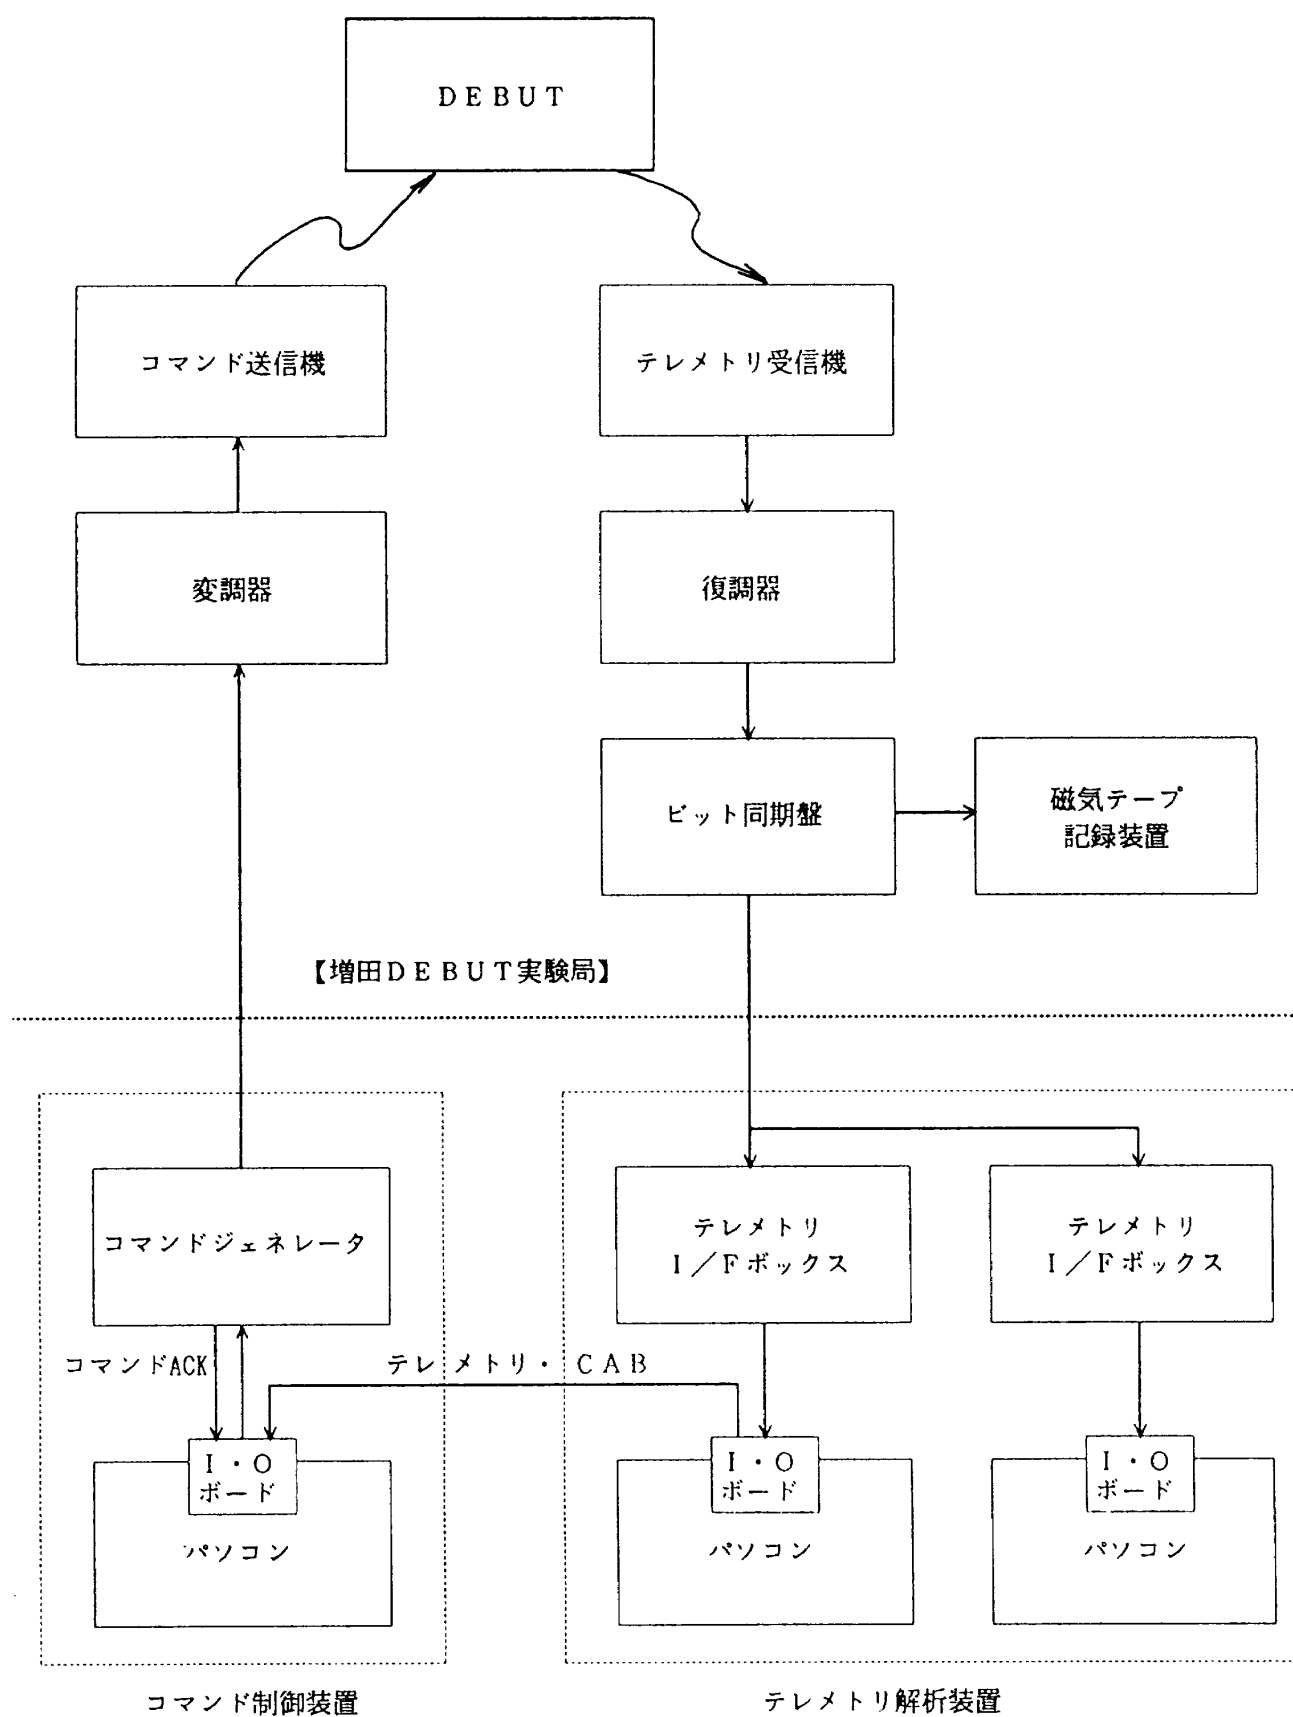 DEBUT
コマンド送信機
テレメトリ受信機
変調器
復調器
ビット同期盤
磁気テープ
記録装置
【増田DEBUT実験局】
コマンドジェネレータ
テレメトリ
I/Fボックス
テレメトリ
I/Fボックス
コマンドACK
テレメトリ・CAB
I・O
ボード
パソコン
I・O
ボード
パソコン
I・O
ボード
パソコン
コマンド制御装置
テレメトリ解析装置